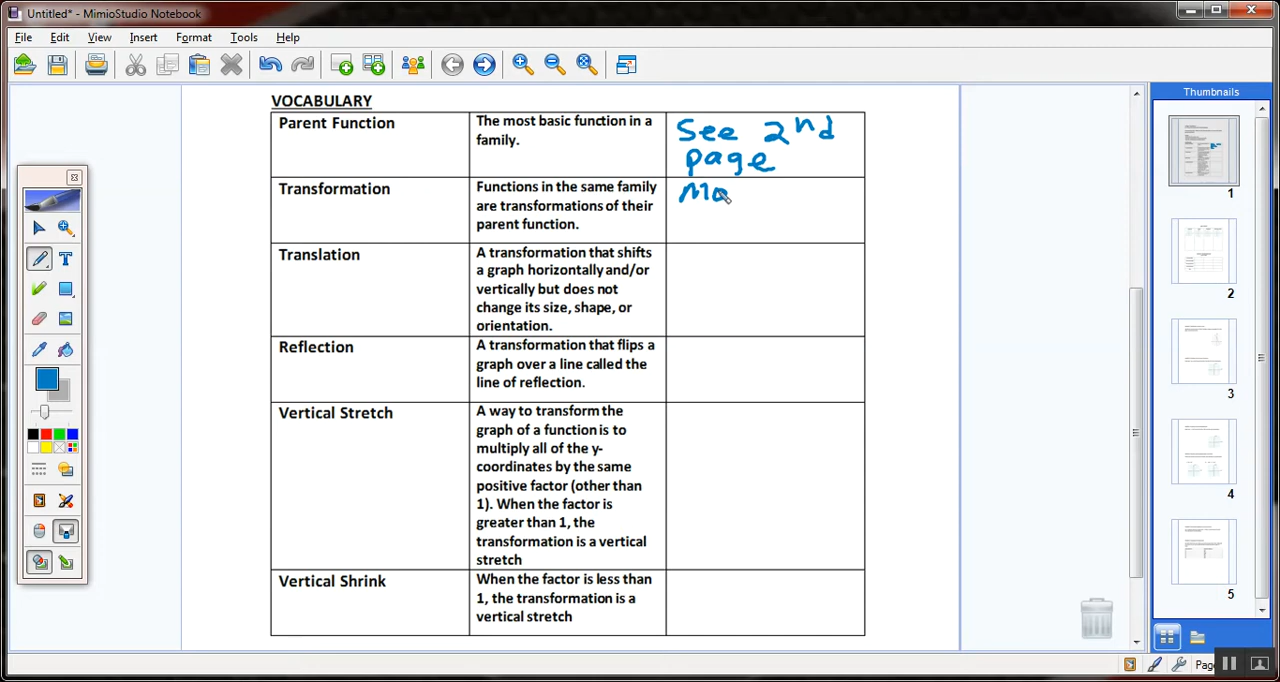 Untitled* - MimioStudio Notebook
File Edit View Insert Format Tools Help
VOCABULARY
Parent Function
The most basic function in a
family.
See 2nd
page
Transformation
Functions in the same family
are transformations of their
parent function.
Mo
Translation
A transformation that shifts
a graph horizontally and/or
vertically but does not
change its size, shape, or
orientation.
Reflection
A transformation that flips a
graph over a line called the
line of reflection.
Vertical Stretch
A way to transform the
graph of a function is to
multiply all of the y-
coordinates by the same
positive factor (other than
1). When the factor is
greater than 1, the
transformation is a vertical
stretch
Vertical Shrink
When the factor is less than
1, the transformation is a
vertical stretch
Thumbnails
1
2
3
4
5
Page